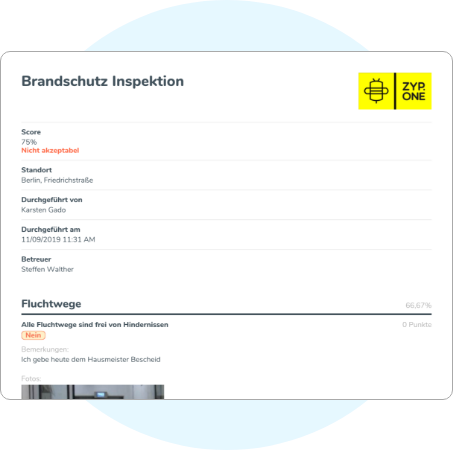 Brandschutz Inspektion
ZYP.
ONE
Score
75%
Nicht akzeptabel
Standort
Berlin, Friedrichstraße
Durchgeführt von
Karsten Gado
Durchgeführt am
11/09/2019 11:31 AM
Betreuer
Steffen Walther
Fluchtwege 66,67%
Alle Fluchtwege sind frei von Hindernissen 0 Punkte
Nein
Bemerkungen:
Ich gebe heute dem Hausmeister Bescheid
Fotos: